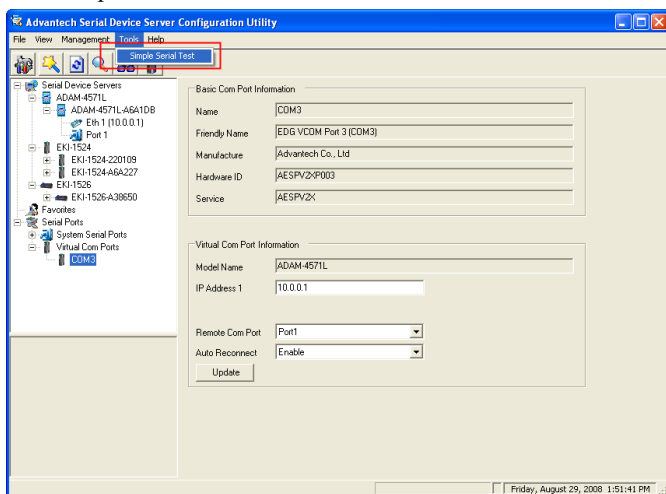 Advantech Serial Device Server Configuration Utility
File View Management Tools Help
Simple Serial Test
Serial Device Servers
ADAM-4571L
ADAM-4571L-A6A1DB
Eth 1 (10.0.0.1)
Port 1
EKI-1524
EKI-1524-220109
EKI-1524-A6A227
EKI-1526
EKI-1526-A38650
Favorites
Serial Ports
System Serial Ports
Virtual Com Ports
COM3
Basic Com Port Information
Name COM3
Friendly Name EDG VCOM Port 3 (COM3)
Manufacture Advantech Co., Ltd
Hardware ID AESPV2XP003
Service AESPV2X
Virtual Com Port Information
Model Name ADAM-4571L
IP Address 1 10.0.0.1
Remote Com Port Port1
Auto Reconnect Enable
Update
Friday, August 29, 2008 1:51:41 PM